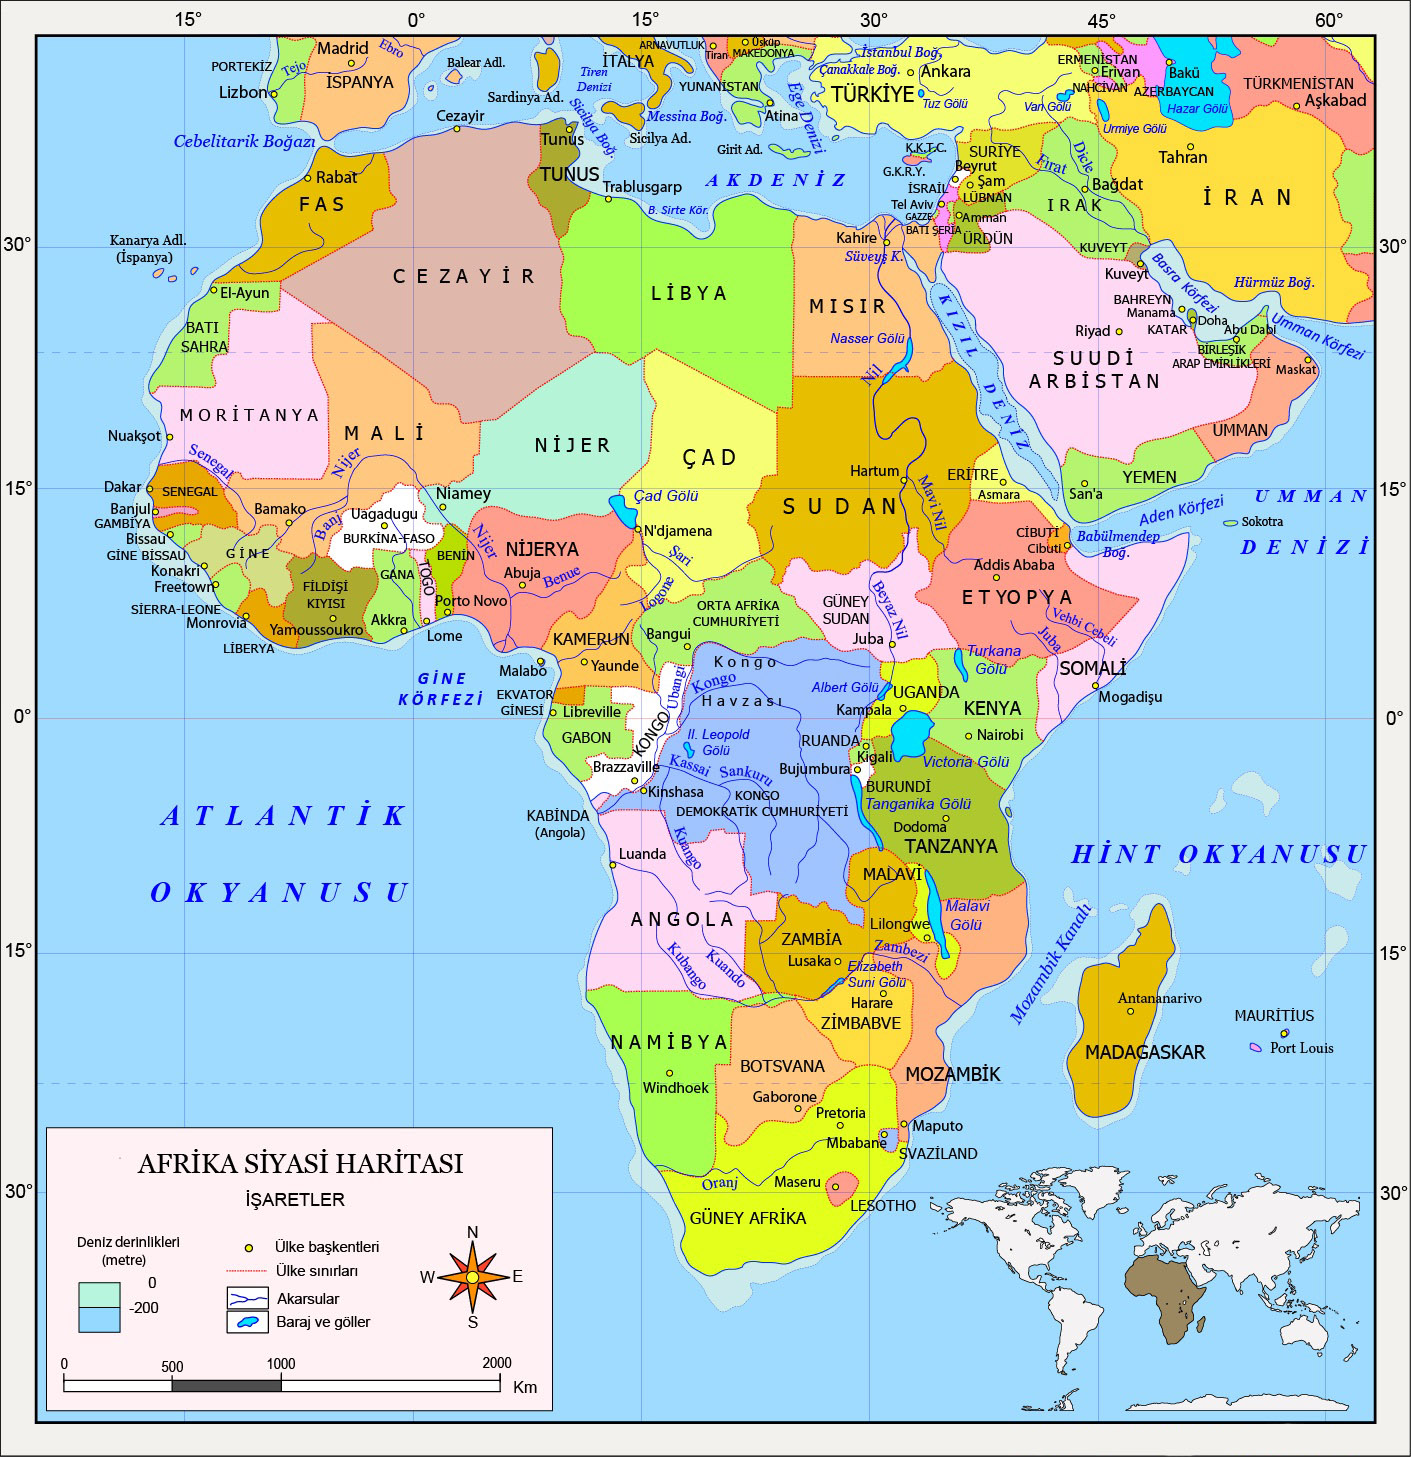 15°
0°
15°
30°
45°
60°
Madrid
Ebro
PORTEKİZ
Tejo
İSPANYA
Lizbon
Balear Adl.
Sardinya Ad.
Cezayir
Cebelitarik Boğazı
İTALYA
Tiren
Denizi
Sicilya Boğ.
Messina Boğ.
Sicilya Ad.
ARNAVUTLUK
Tiran
Üsküp
MAKEDONYA
YUNANİSTAN
Atina
Ege Denizi
Girit Ad.
İstanbul Boğ.
Çanakkale Boğ.
Ankara
TÜRKİYE
Tuz Gölü
Van Gölü
ERMENİSTAN
Erivan
NAHCIVAN
AZERBAYCAN
Bakü
Hazar Gölü
Urmiye Gölü
TÜRKMENİSTAN
Aşkabad
Tahran
İRAN
K.K.T.C.
G.K.R.Y.
SURİYE
Beyrut
Şam
LÜBNAN
İSRAİL
Tel Aviv
GAZZE
BATI ŞERİA
Amman
ÜRDÜN
Fırat
Dicle
Bağdat
IRAK
KUVEYT
Kuveyt
Basra Körfezi
Hürmüz Boğ.
BAHREYN
Manama
KATAR
Doha
Abu Dabi
BİRLEŞİK
ARAP EMİRLİKLERİ
Umman Körfezi
Maskat
Riyad
SUUDİ
ARBİSTAN
UMMAN
YEMEN
San'a
Aden Körfezi
Babülmendep
Boğ.
Sokotra
UMMAN
DENİZİ
AKDENİZ
B. Sirte Kör.
Tunus
TUNUS
Trablusgarp
Rabat
FAS
30°
30°
Kanarya Adl.
(İspanya)
El-Ayun
BATI
SAHRA
CEZAYİR
LİBYA
Kahire
Süveyş K.
MISIR
Nasser Gölü
Nil
KIZIL DENİZ
MORİTANYA
Nuakşot
MALİ
Nijer
NİJER
ÇAD
Çad Gölü
N'djamena
Şari
Logone
SUDAN
Hartum
Mavi Nil
ERİTRE
Asmara
CİBUTİ
Cibuti
Addis Ababa
ETYOPYA
Vehbi Çebeli
Juba
SOMALİ
Mogadişu
15°
15°
Senegal
Dakar
SENEGAL
Banjul
GAMBİYA
Bissau
GİNE BİSSAU
Konakri
Freetown
SİERRA-LEONE
Monrovia
LİBERYA
GİNE
Bamako
Banj
Uagadugu
BURKİNA-FASO
FİLDİŞİ
KIYISI
Yamoussoukro
GANA
Akkra
TOGO
Lome
BENİN
Porto Novo
Niamey
Nijer
NİJERYA
Abuja
Benue
KAMERUN
Yaunde
Malabo
EKVATOR
GİNESİ
Libreville
GABON
GİNE
KÖRFEZİ
ORTA AFRİKA
CUMHURİYETİ
Bangui
Ubangi
KONGO
Brazzaville
Kinshasa
GÜNEY
SUDAN
Juba
Beyaz Nil
Kongo
Havzası
Kongo
II. Leopold
Gölü
Kassai
Sankuru
KONGO
DEMOKRATİK CUMHURİYETİ
Kuango
Albert Gölü
UGANDA
Kampala
Turkana
Gölü
KENYA
Nairobi
RUANDA
Kigali
Bujumbura
BURUNDİ
Victoria Gölü
Tanganika Gölü
Dodoma
TANZANYA
0°
0°
KABİNDA
(Angola)
Luanda
ANGOLA
Kubango
Kuando
ZAMBİA
Lusaka
MALAVİ
Lilongwe
Malavi
Gölü
Zambezi
Elizabeth
Suni Gölü
Harare
ZİMBABVE
MOZAMBİK
Mozambik Kanalı
ATLANTİK
OKYANUSU
HİNT OKYANUSU
15°
15°
NAMİBYA
Windhoek
BOTSVANA
Gaborone
Pretoria
Maputo
Mbabane
SVAZİLAND
Oranj
Maseru
LESOTHO
GÜNEY AFRİKA
Antananarivo
MADAGASKAR
MAURİTİUS
Port Louis
30°
30°
AFRİKA SİYASİ HARİTASI
İŞARETLER
Deniz derinlikleri
(metre)
0
-200
Ülke başkentleri
Ülke sınırları
Akarsular
Baraj ve göller
N
W
E
S
0
500
1000
2000
Km